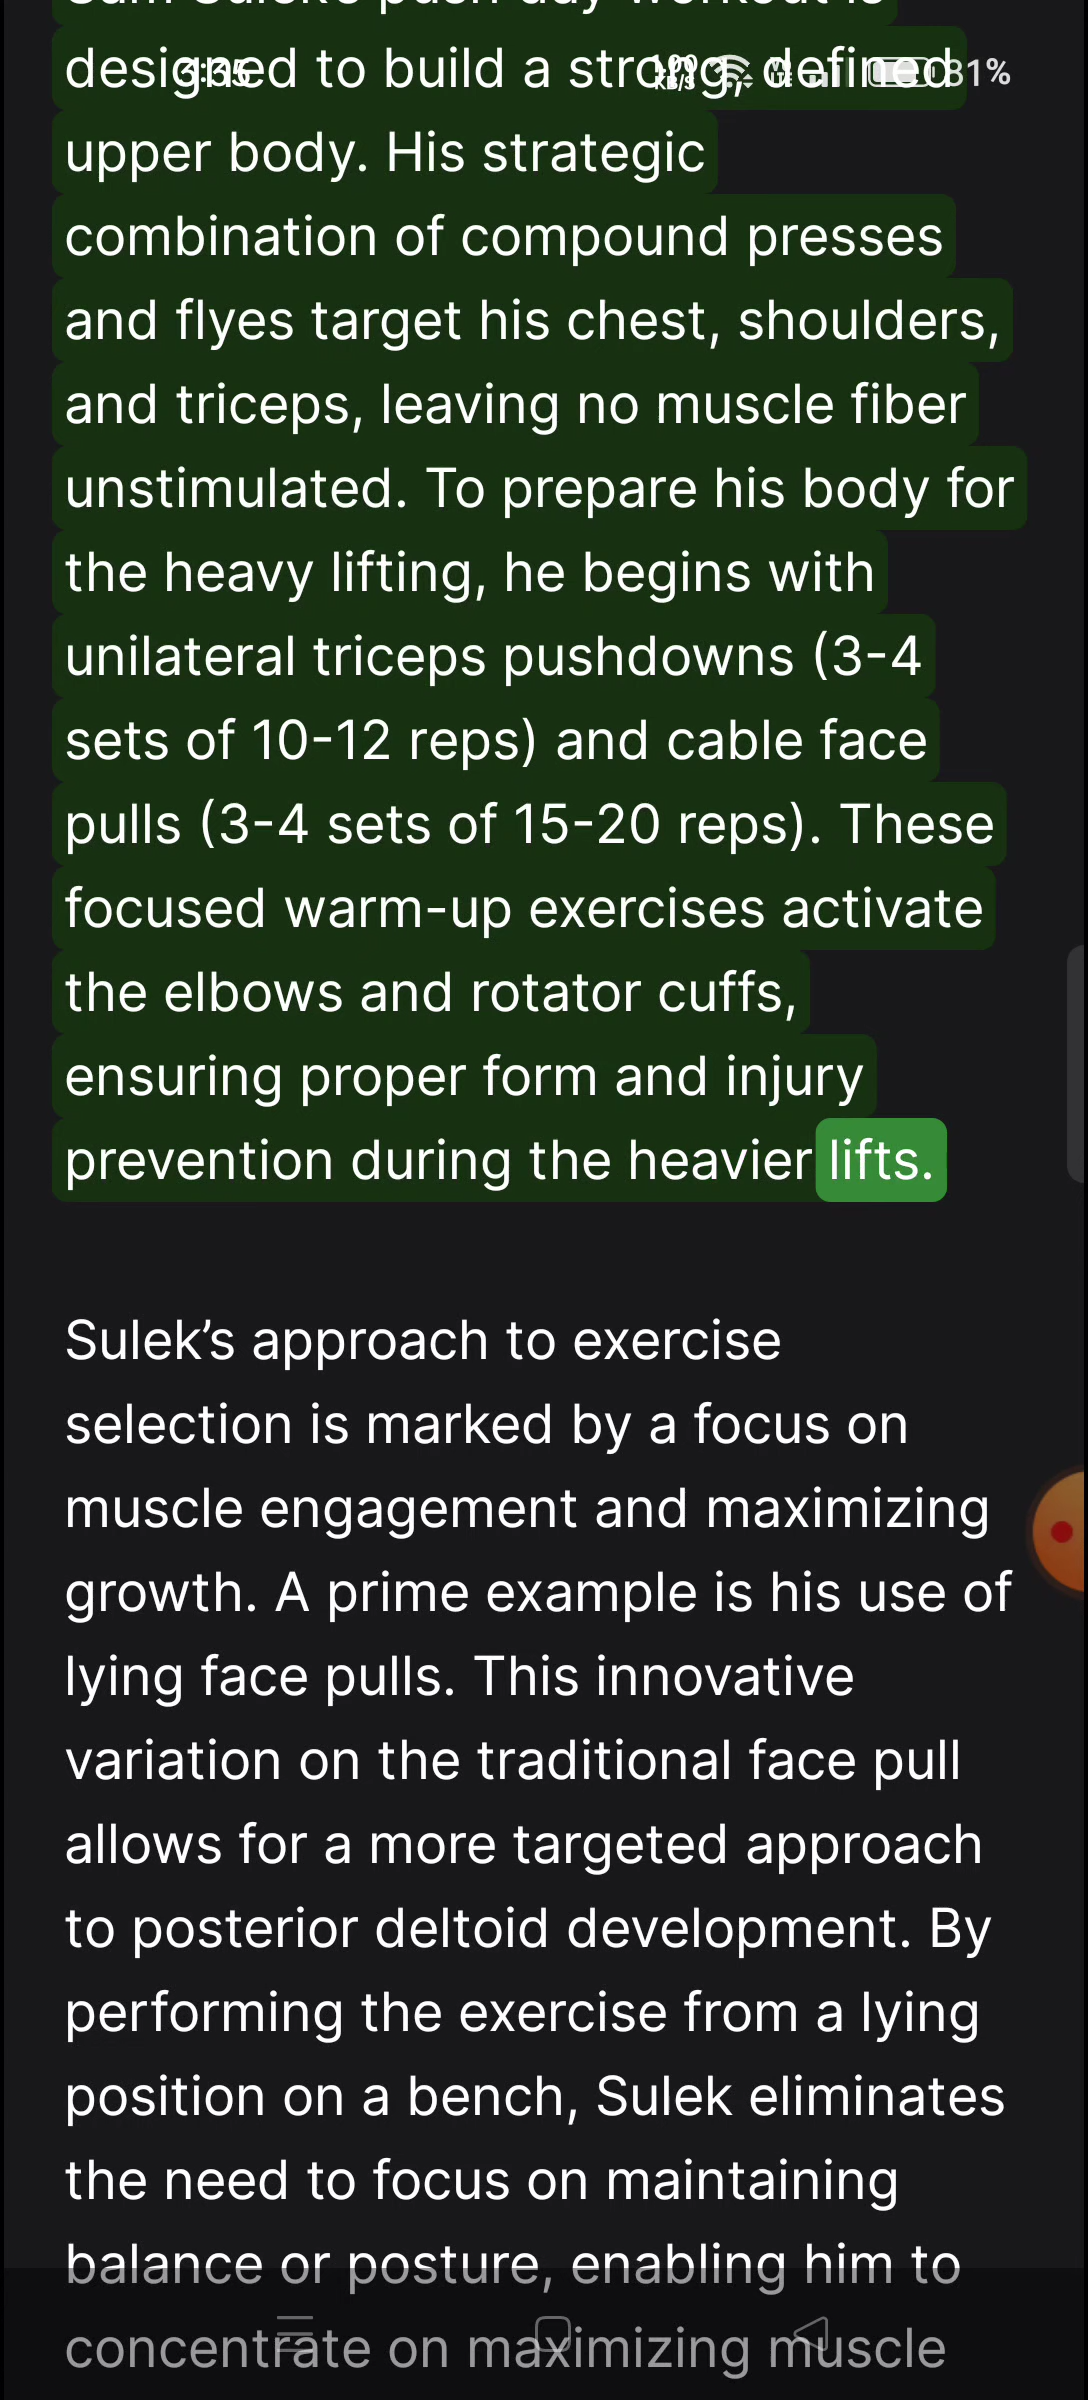 designed to build a strong, defined
3:35
1.00 KB/S
81%
upper body. His strategic
combination of compound presses
and flyes target his chest, shoulders,
and triceps, leaving no muscle fiber
unstimulated. To prepare his body for
the heavy lifting, he begins with
unilateral triceps pushdowns (3-4
sets of 10-12 reps) and cable face
pulls (3-4 sets of 15-20 reps). These
focused warm-up exercises activate
the elbows and rotator cuffs,
ensuring proper form and injury
prevention during the heavier lifts.
Sulek’s approach to exercise
selection is marked by a focus on
muscle engagement and maximizing
growth. A prime example is his use of
lying face pulls. This innovative
variation on the traditional face pull
allows for a more targeted approach
to posterior deltoid development. By
performing the exercise from a lying
position on a bench, Sulek eliminates
the need to focus on maintaining
balance or posture, enabling him to
concentrate on maximizing muscle